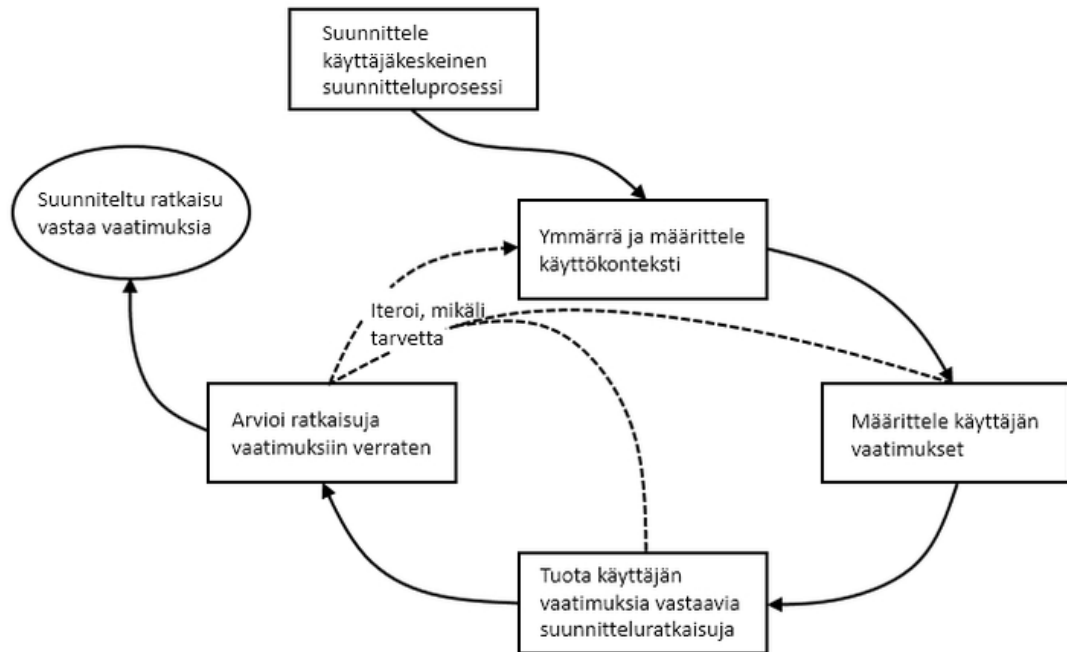 Suunnittele
käyttäjäkeskeinen
suunnitteluprosessi
Suunniteltu ratkaisu
vastaa vaatimuksia
Ymmärrä ja määrittele
käyttökonteksti
Iteroi, mikäli
tarvetta
Arvioi ratkaisuja
vaatimuksiin verraten
Määrittele käyttäjän
vaatimukset
Tuota käyttäjän
vaatimuksia vastaavia
suunnitteluratkaisuja